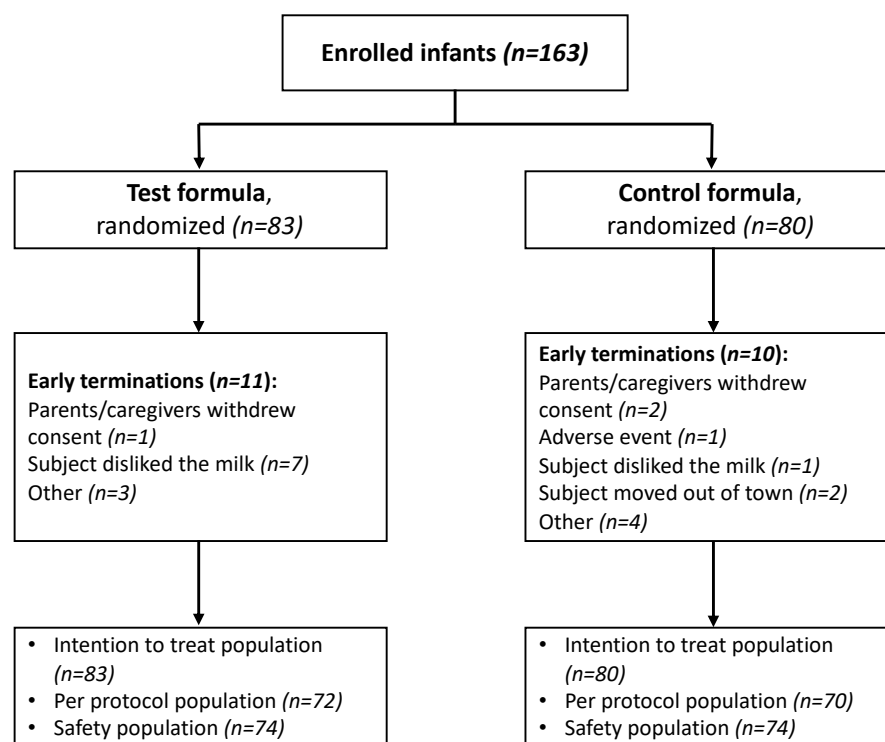 Enrolled infants (n=163)
Test formula,
randomized (n=83)
Control formula,
randomized (n=80)
Early terminations (n=11):
Parents/caregivers withdrew
consent (n=1)
Subject disliked the milk (n=7)
Other (n=3)
Early terminations (n=10):
Parents/caregivers withdrew
consent (n=2)
Adverse event (n=1)
Subject disliked the milk (n=1)
Subject moved out of town (n=2)
Other (n=4)
• Intention to treat population
(n=83)
• Per protocol population (n=72)
• Safety population (n=74)
• Intention to treat population
(n=80)
• Per protocol population (n=70)
• Safety population (n=74)